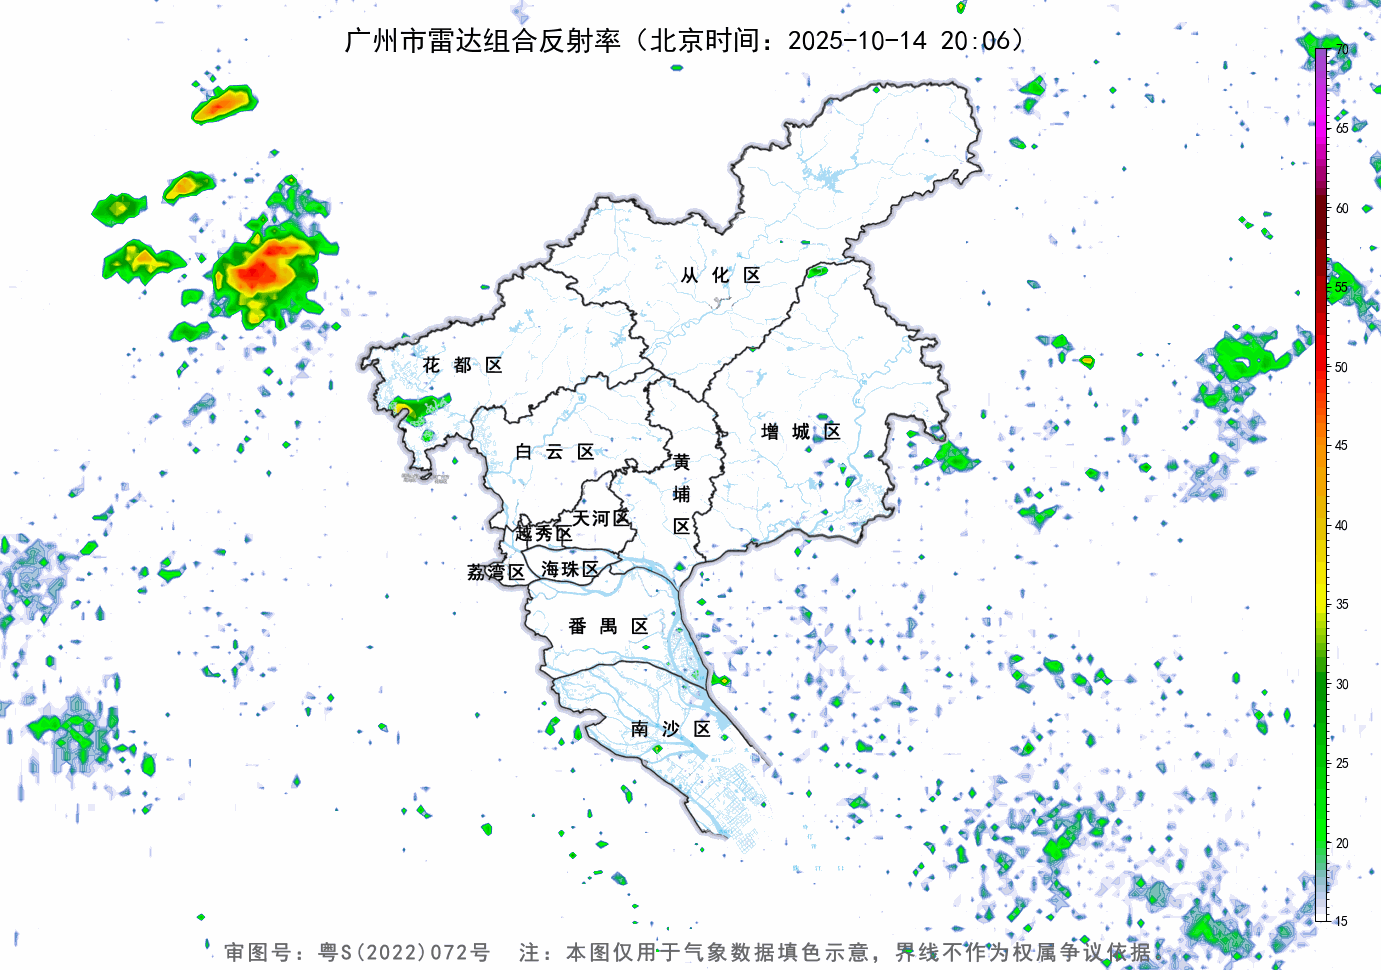 广州市雷达组合反射率（北京时间：2025-10-14 20:06）
70
65
60
55
50
45
40
35
30
25
20
15
从化区
花都区
增城区
白云区
黄埔区
天河区
越秀区
海珠区
荔湾区
番禺区
南沙区
审图号：粤S(2022)072号 注：本图仅用于气象数据填色示意，界线不作为权属争议依据。